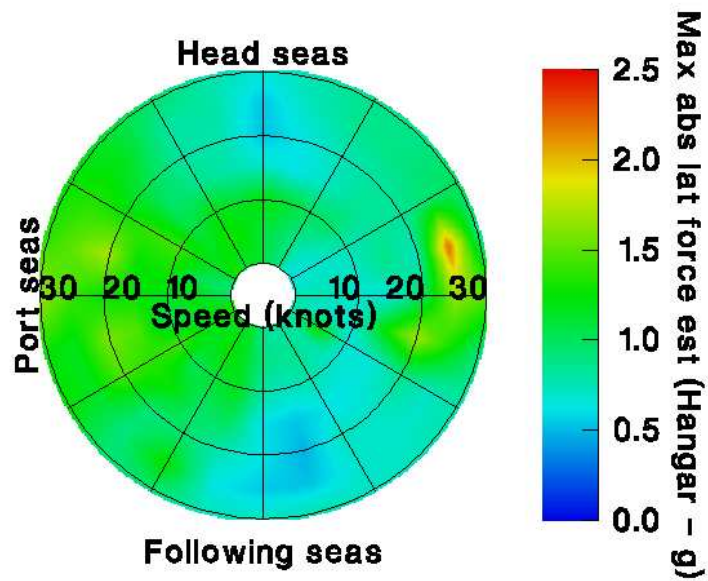 Head seas
Port seas
30 20 10 10 20 30
Speed (knots)
Following seas
2.5
2.0
1.5
1.0
0.5
0.0
Max abs lat force est (Hangar – g)